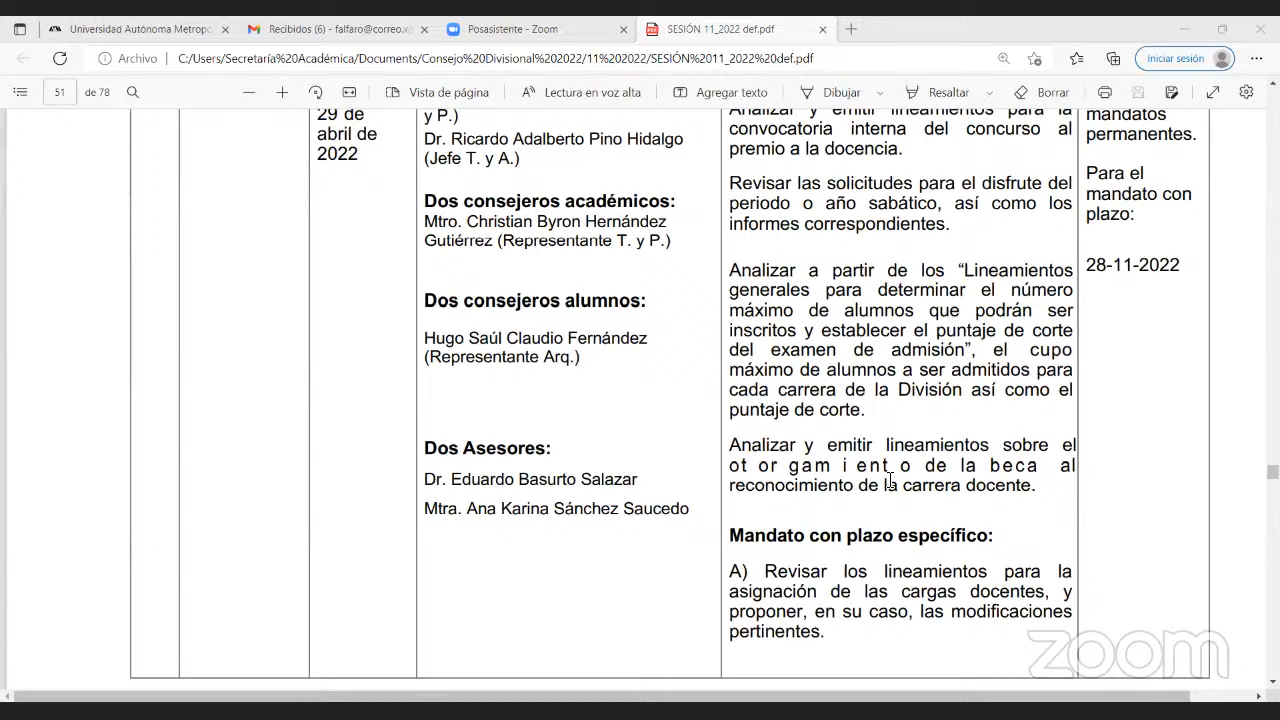 Universidad Autónoma Metropo
Recibidos (6) - falfaro@correo.xo
Posasistente - Zoom
SESIÓN 11_2022 def.pdf
Archivo
C:/Users/Secretaría%20Académica/Documents/Consejo%20Divisional%202022/11%202022/SESIÓN%2011_2022%20def.pdf
Iniciar sesión
51 de 78
Vista de página
Lectura en voz alta
Agregar texto
Dibujar
Resaltar
Borrar
29 de
abril de
2022
y P.)
Dr. Ricardo Adalberto Pino Hidalgo
(Jefe T. y A.)
Dos consejeros académicos:
Mtro. Christian Byron Hernández
Gutiérrez (Representante T. y P.)
Dos consejeros alumnos:
Hugo Saúl Claudio Fernández
(Representante Arq.)
Dos Asesores:
Dr. Eduardo Basurto Salazar
Mtra. Ana Karina Sánchez Saucedo
Analizar y emitir lineamientos para la
convocatoria interna del concurso al
premio a la docencia.
Revisar las solicitudes para el disfrute del
periodo o año sabático, así como los
informes correspondientes.
Analizar a partir de los “Lineamientos
generales para determinar el número
máximo de alumnos que podrán ser
inscritos y establecer el puntaje de corte
del examen de admisión”, el cupo
máximo de alumnos a ser admitidos para
cada carrera de la División así como el
puntaje de corte.
Analizar y emitir lineamientos sobre el
ot or gam i ent o de la beca al
reconocimiento de la carrera docente.
Mandato con plazo específico:
A) Revisar los lineamientos para la
asignación de las cargas docentes, y
proponer, en su caso, las modificaciones
pertinentes.
mandatos
permanentes.
Para el
mandato con
plazo:
28-11-2022
zoom